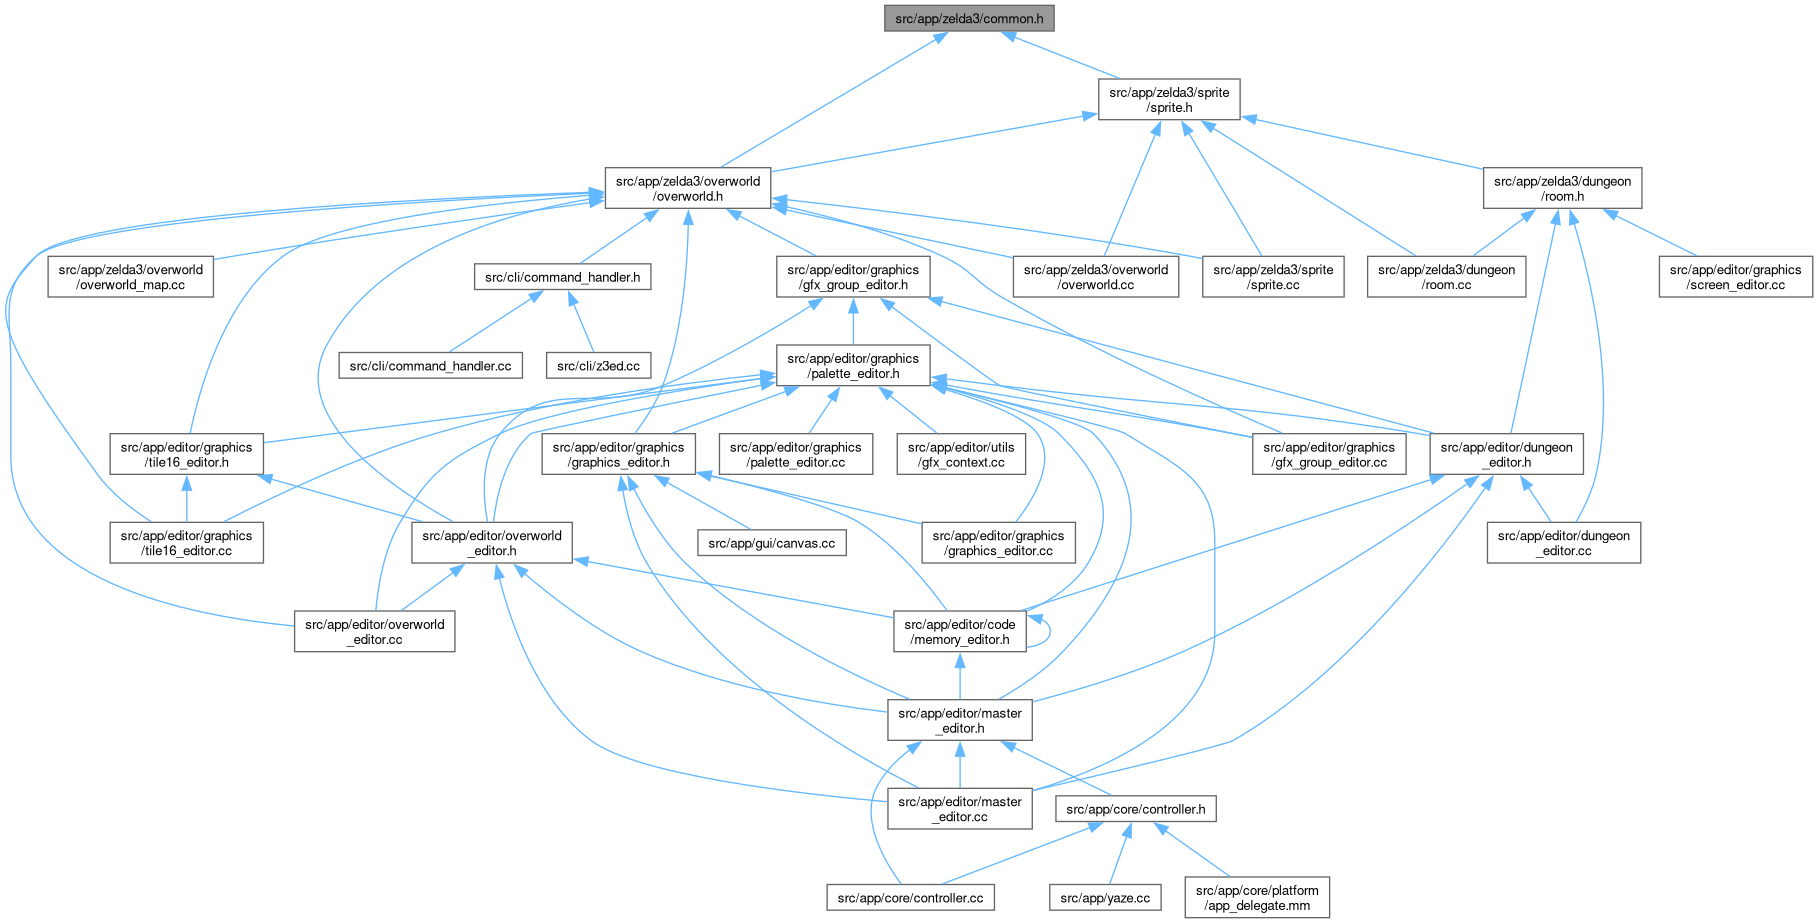 src/app/zelda3/common.h
src/app/zelda3/sprite
/sprite.h
src/app/zelda3/overworld
/overworld.h
src/app/zelda3/dungeon
/room.h
src/app/zelda3/overworld
/overworld_map.cc
src/cli/command_handler.h
src/app/editor/graphics
/gfx_group_editor.h
src/app/zelda3/overworld
/overworld.cc
src/app/zelda3/sprite
/sprite.cc
src/app/zelda3/dungeon
/room.cc
src/app/editor/graphics
/screen_editor.cc
src/cli/command_handler.cc
src/cli/z3ed.cc
src/app/editor/graphics
/palette_editor.h
src/app/editor/graphics
/tile16_editor.h
src/app/editor/graphics
/graphics_editor.h
src/app/editor/graphics
/palette_editor.cc
src/app/editor/utils
/gfx_context.cc
src/app/editor/graphics
/gfx_group_editor.cc
src/app/editor/dungeon
_editor.h
src/app/editor/graphics
/tile16_editor.cc
src/app/editor/overworld
_editor.h
src/app/gui/canvas.cc
src/app/editor/graphics
/graphics_editor.cc
src/app/editor/dungeon
_editor.cc
src/app/editor/overworld
_editor.cc
src/app/editor/code
/memory_editor.h
src/app/editor/master
_editor.h
src/app/editor/master
_editor.cc
src/app/core/controller.h
src/app/core/controller.cc
src/app/yaze.cc
src/app/core/platform
/app_delegate.mm